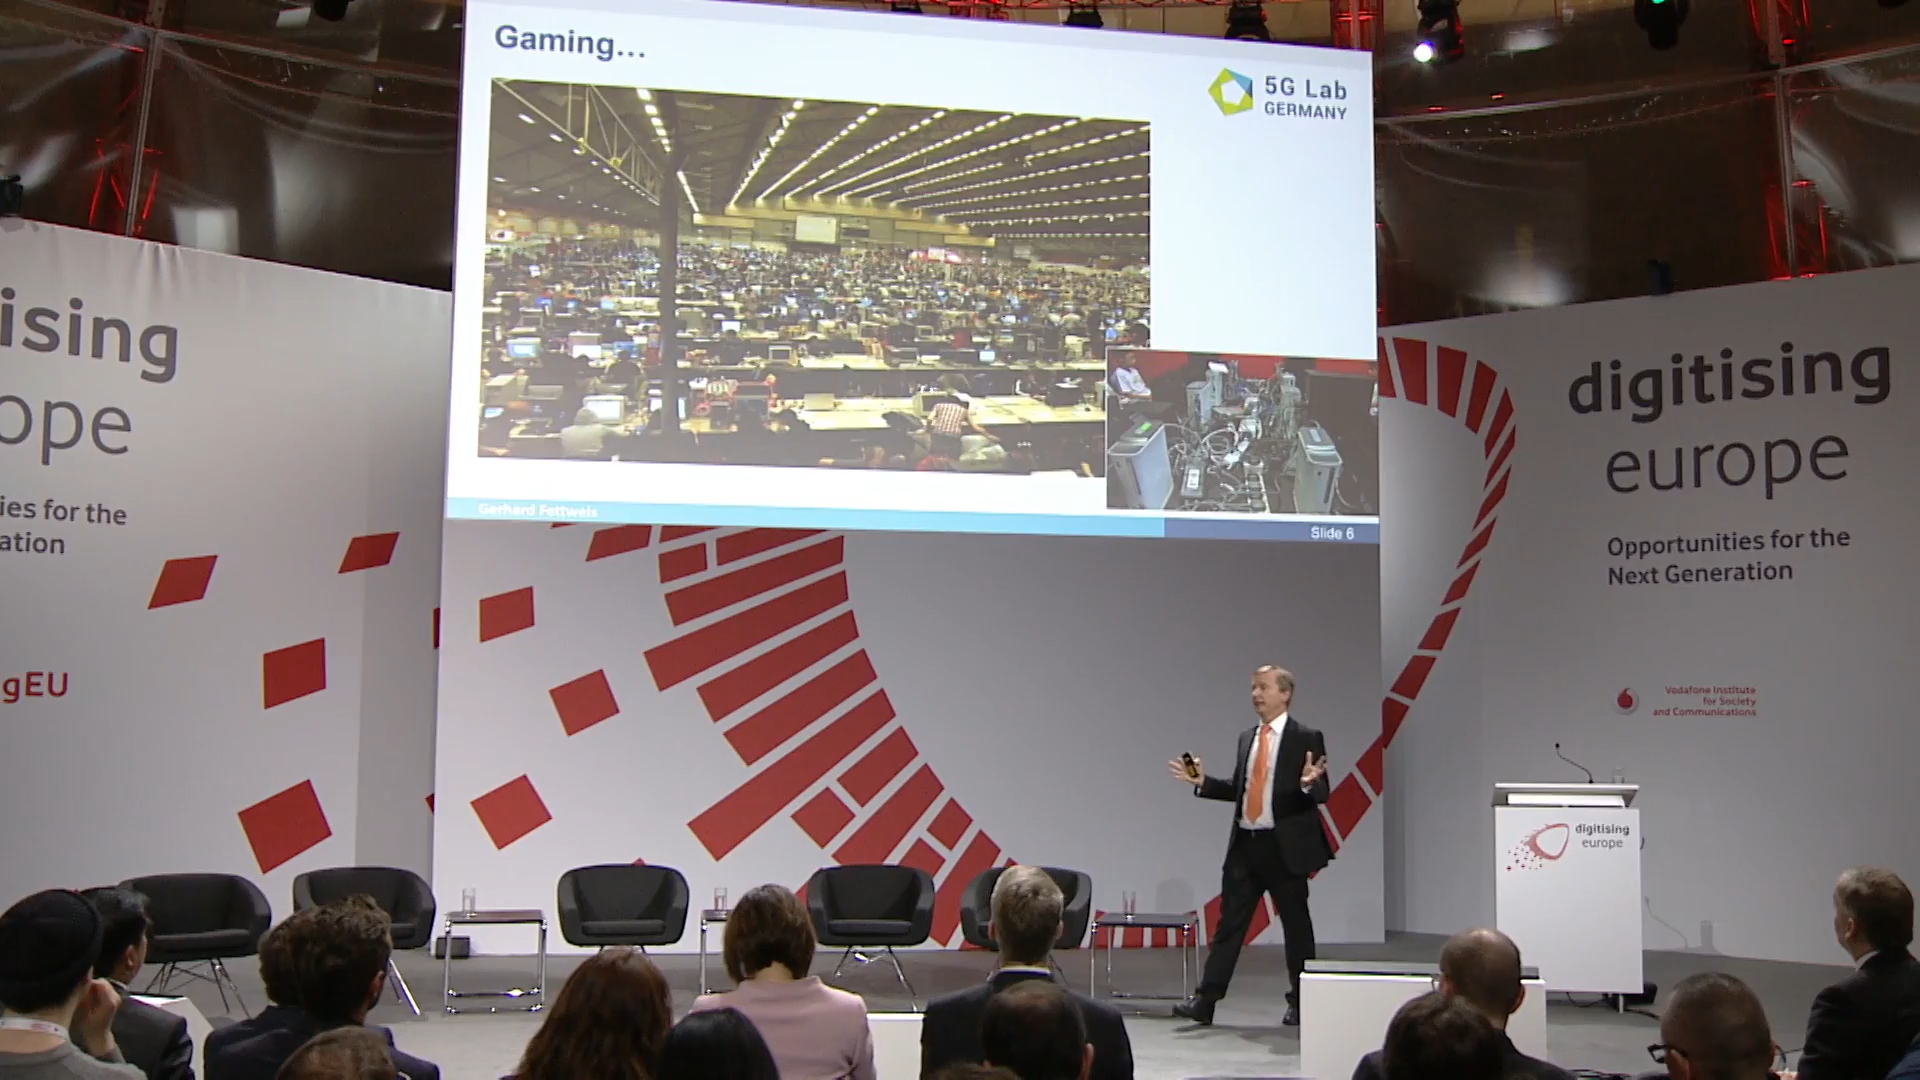 Gaming...
5G Lab
GERMANY
Gerhard Fettweis
Slide 6
ising
ope
ies for the
ation
gEU
digitising
europe
Opportunities for the
Next Generation
Vodafone Institute
for Society
and Communications
digitising
europe